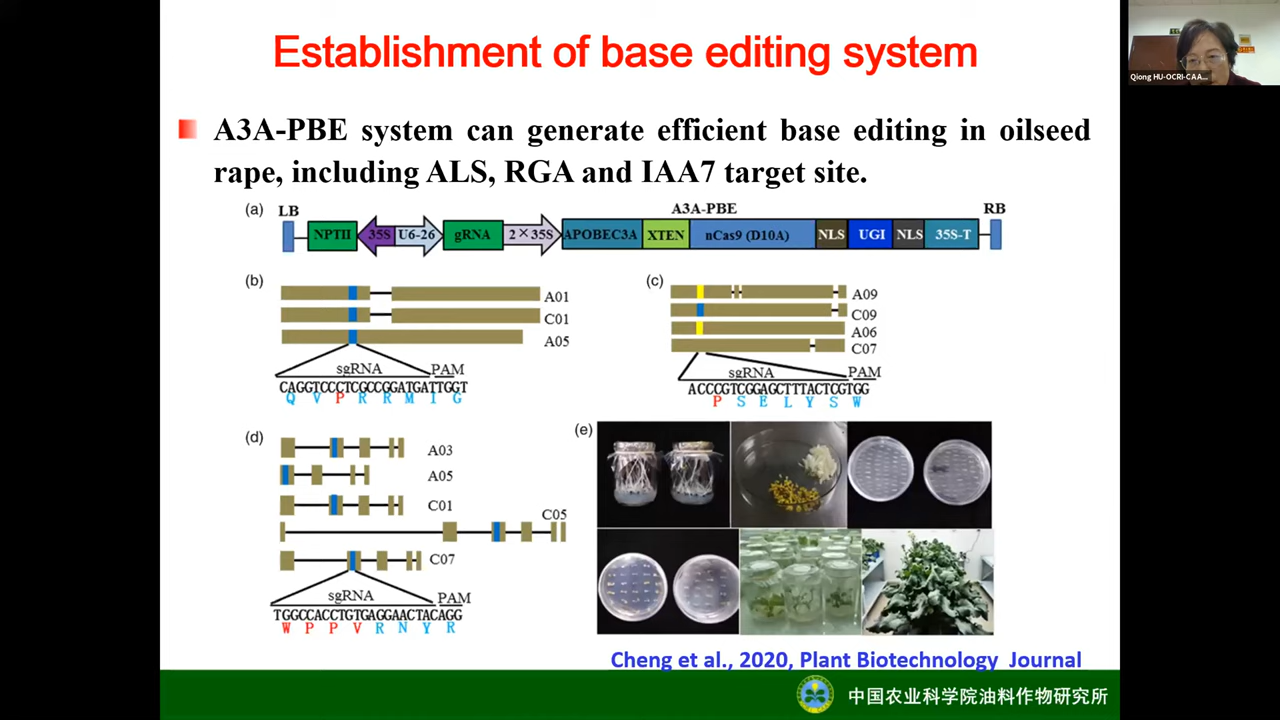 Establishment of base editing system
Qiong HU-OCRI-CAA...
A3A-PBE system can generate efficient base editing in oilseed
rape, including ALS, RGA and IAA7 target site.
(a) LB A3A-PBE RB
NPTII 35S U6-26 gRNA 2×35S APOBEC3A XTEN nCas9 (D10A) NLS UGI NLS 35S-T
(b)
A01
C01
A05
sgRNA PAM
CAGGTCCCTCGCCGGATGATTGGT
Q V P R R M I G
(c)
A09
C09
A06
C07
sgRNA PAM
ACCCGTCGGAGCTTTACTCGTGG
P S E L Y S W
(d)
A03
A05
C01
C05
C07
sgRNA PAM
TGGCCACCTGTGAGGAACTACAGG
W P P V R N Y R
(e)
Cheng et al., 2020, Plant Biotechnology Journal
中国农业科学院油料作物研究所